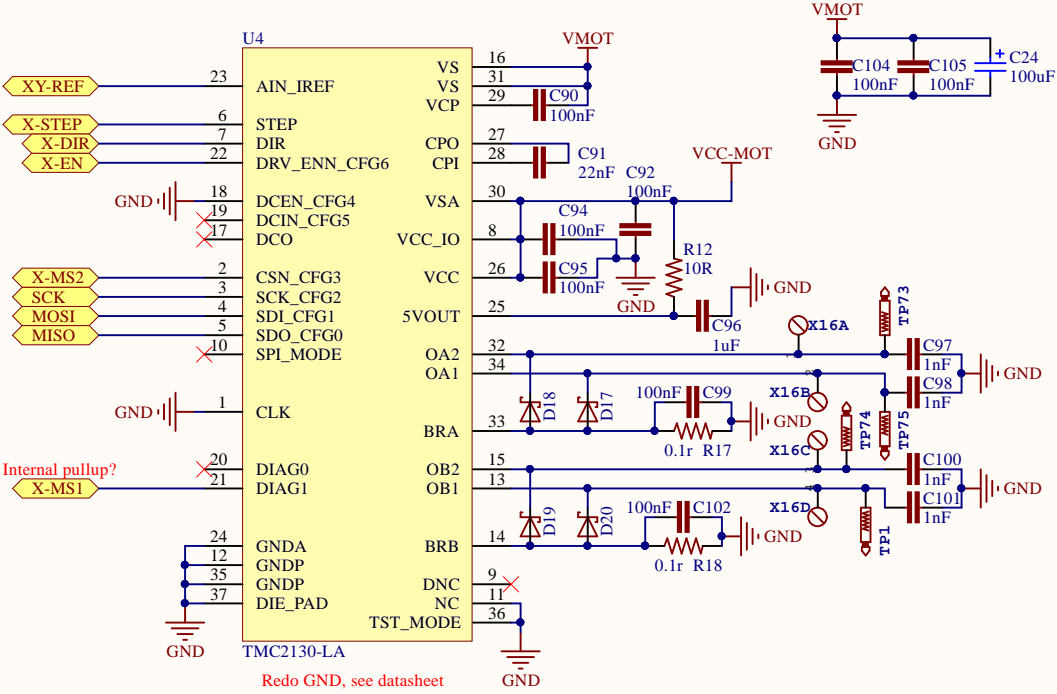 U4
XY-REF
23
AIN_IREF
X-STEP
6
STEP
X-DIR
7
DIR
X-EN
22
DRV_ENN_CFG6
GND
18
DCEN_CFG4
19
DCIN_CFG5
17
DCO
X-MS2
2
CSN_CFG3
SCK
3
SCK_CFG2
MOSI
4
SDI_CFG1
MISO
5
SDO_CFG0
10
SPI_MODE
GND
1
CLK
Internal pullup?
20
DIAG0
X-MS1
21
DIAG1
24
GNDA
12
GNDP
35
GNDP
37
DIE_PAD
GND
TMC2130-LA
Redo GND, see datasheet
VS
16
VMOT
VS
31
VCP
29
C90
100nF
CPO
27
CPI
28
C91
22nF
VCC-MOT
VSA
30
C92
100nF
C94
100nF
VCC_IO
8
VCC
26
C95
100nF
GND
R12
10R
5VOUT
25
C96
1uF
GND
OA2
32
X16A
1
TP73
C97
1nF
OA1
34
2
X16B
C98
1nF
GND
TP74
TP75
D18
D17
100nF
C99
0.1r
R17
GND
BRA
33
X16C
OB2
15
3
C100
1nF
OB1
13
4
X16D
C101
1nF
GND
TP1
D19
D20
100nF
C102
0.1r
R18
GND
BRB
14
DNC
9
NC
11
TST_MODE
36
GND
VMOT
C104
100nF
C105
100nF
+
C24
100uF
GND